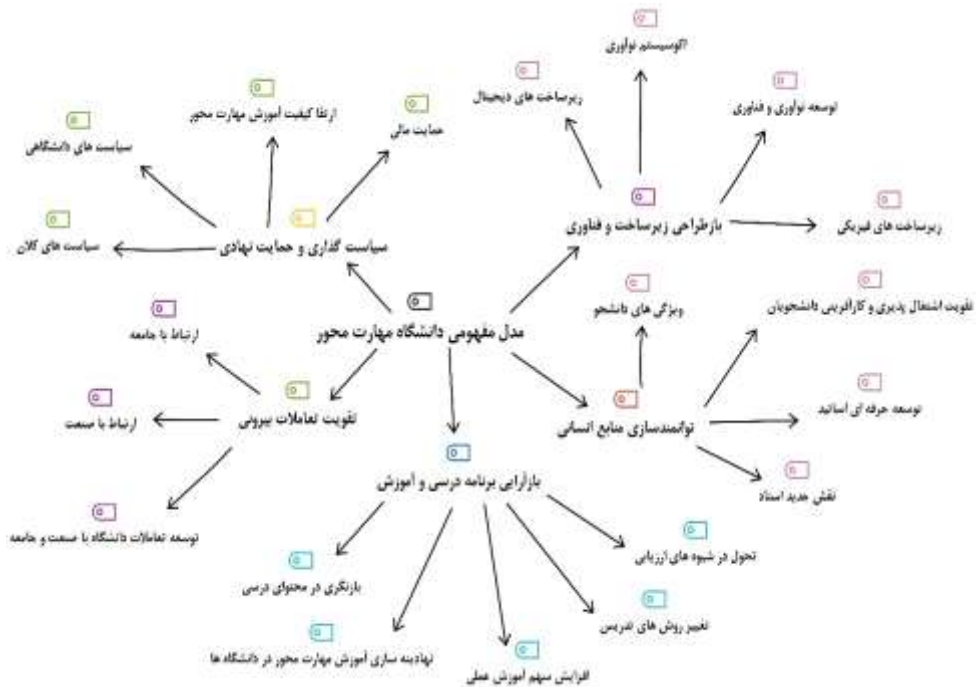 اکوسیستم نوآوری
زیرساخت های دیجیتال
توسعه نوآوری و فناوری
ارتقا کیفیت آموزش مهارت محور
حمایت مالی
سیاست های دانشگاهی
زیرساخت های فیزیکی
بازطراحی زیرساخت و فناوری
سیاست گذاری و حمایت نهادی
سیاست های کلان
تقویت اشتغال پذیری و کارآفرینی دانشجویان
ویژگی های دانشجو
مدل مفهومی دانشگاه مهارت محور
ارتباط با جامعه
توسعه حرفه ای اساتید
توانمندسازی منابع انسانی
تقویت تعاملات بیرونی
ارتباط با صنعت
بازآرایی برنامه درسی و آموزش
نقش جدید استاد
توسعه تعاملات دانشگاه با صنعت و جامعه
تحول در شیوه های ارزیابی
بازنگری در محتوای درسی
تغییر روش های تدریس
نهادینه سازی آموزش مهارت محور در دانشگاه ها
افزایش سهم آموزش عملی